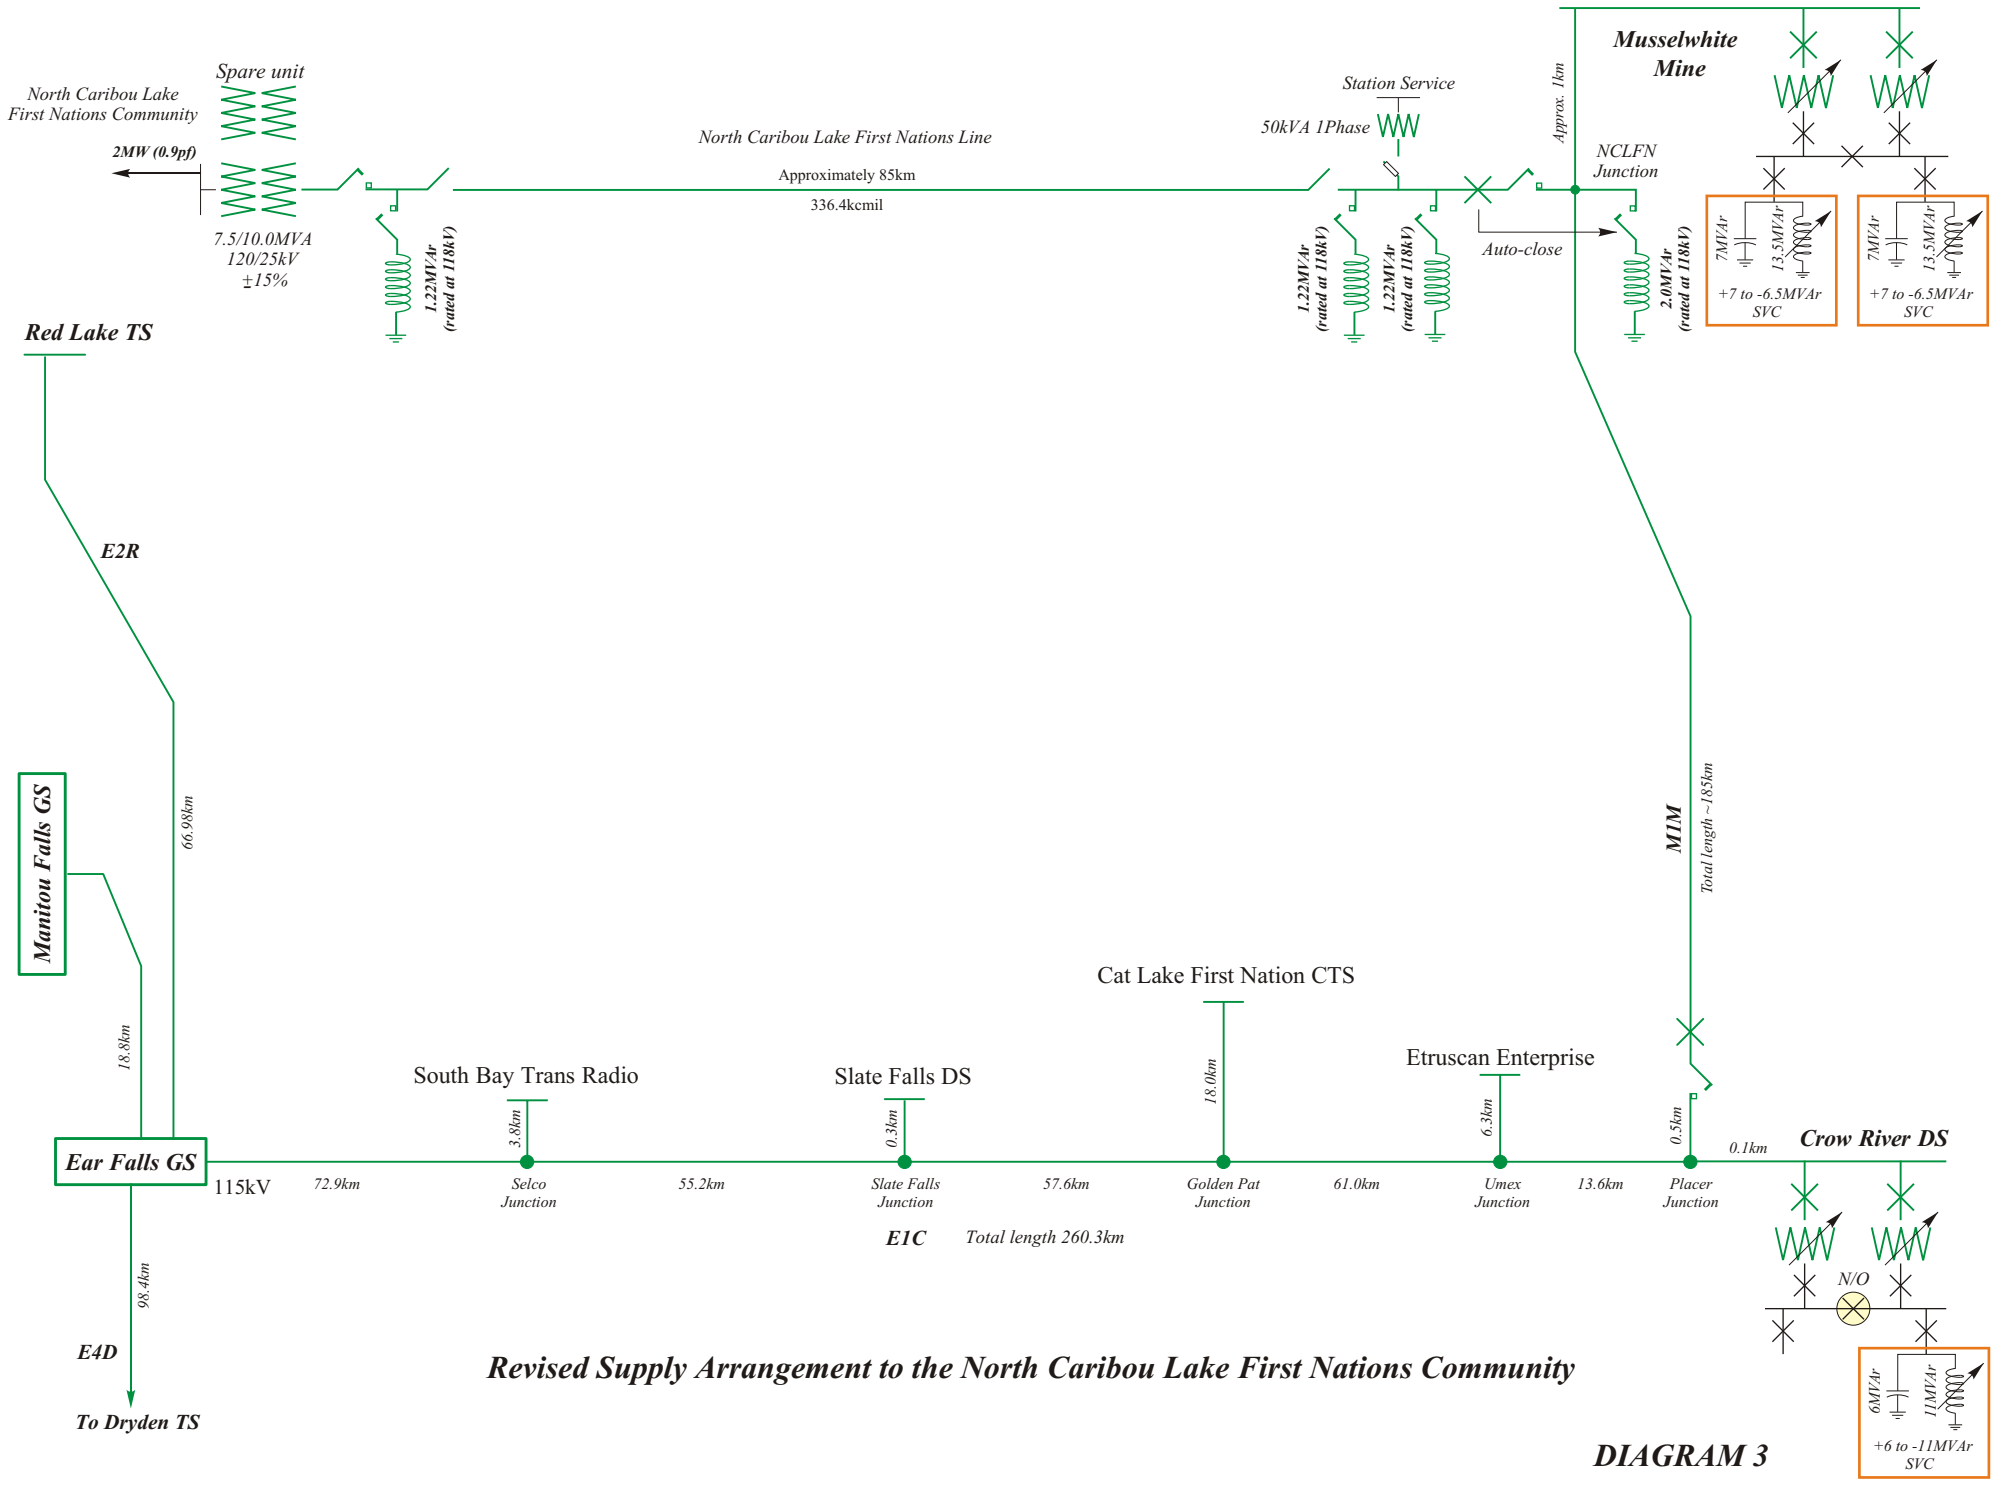 Musselwhite
Mine
Spare unit
North Caribou Lake
First Nations Community
2MW (0.9pf)
7.5/10.0MVA
120/25kV
±15%
1.22MVAr
(rated at 118kV)
North Caribou Lake First Nations Line
Approximately 85km
336.4kcmil
Station Service
50kVA 1Phase
1.22MVAr
(rated at 118kV)
1.22MVAr
(rated at 118kV)
Auto-close
Approx. 1km
NCLFN
Junction
2.0MVAr
(rated at 118kV)
7MVAr
13.5MVAr
+7 to -6.5MVAr
SVC
7MVAr
13.5MVAr
+7 to -6.5MVAr
SVC
Red Lake TS
E2R
66.98km
Manitou Falls GS
18.8km
M1M
Total length ~185km
Cat Lake First Nation CTS
18.0km
Etruscan Enterprise
6.3km
South Bay Trans Radio
3.8km
Slate Falls DS
0.3km
0.5km
0.1km
Crow River DS
Ear Falls GS
115kV
72.9km
Selco
Junction
55.2km
Slate Falls
Junction
57.6km
Golden Pat
Junction
61.0km
Umex
Junction
13.6km
Placer
Junction
E1C
Total length 260.3km
98.4km
E4D
To Dryden TS
N/O
6MVAr
11MVAr
+6 to -11MVAr
SVC
Revised Supply Arrangement to the North Caribou Lake First Nations Community
DIAGRAM 3